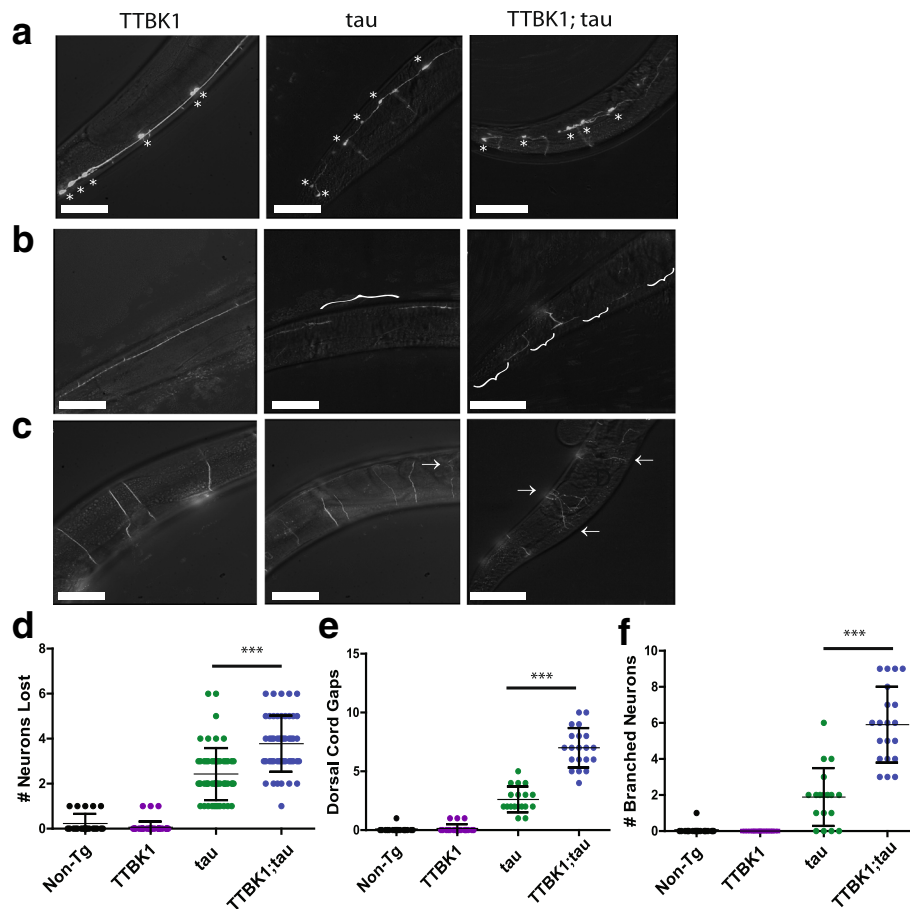 TTBK1 tau TTBK1; tau
a
* * * * * * *
* * * * * * *
* * * * *
b
c
d
# Neurons Lost
8
6
4
2
0
***
Non-Tg TTBK1 tau TTBK1;tau
e
Dorsal Cord Gaps
15
10
5
0
***
Non-Tg TTBK1 tau TTBK1;tau
f
# Branched Neurons
10
8
6
4
2
0
***
Non-Tg TTBK1 tau TTBK1;tau